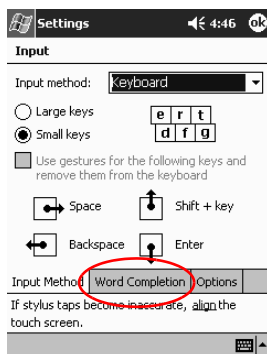 Settings 4:46 ok
Input
Input method: Keyboard
Large keys
e r t
Small keys
d f g
Use gestures for the following keys and
remove them from the keyboard
Space Shift + key
Backspace Enter
Input Method Word Completion Options
If stylus taps become inaccurate, align the
touch screen.